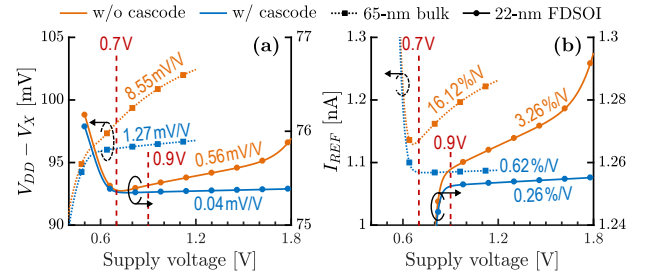 w/o cascode w/ cascode 65-nm bulk 22-nm FDSOI
105 0.7V (a) 77
100 8.55mV/V
76
1.27mV/V
95 0.9V 0.56mV/V
0.04mV/V
90 75
0.6 1.2 1.8
Supply voltage [V]
V_DD − V_X [mV]
1.3 0.7V (b) 1.3
16.12%/V
1.2 3.26%/V 1.28
0.9V
1.1 0.62%/V 1.26
0.26%/V
1 1.24
0.6 1.2 1.8
Supply voltage [V]
I_REF [nA]